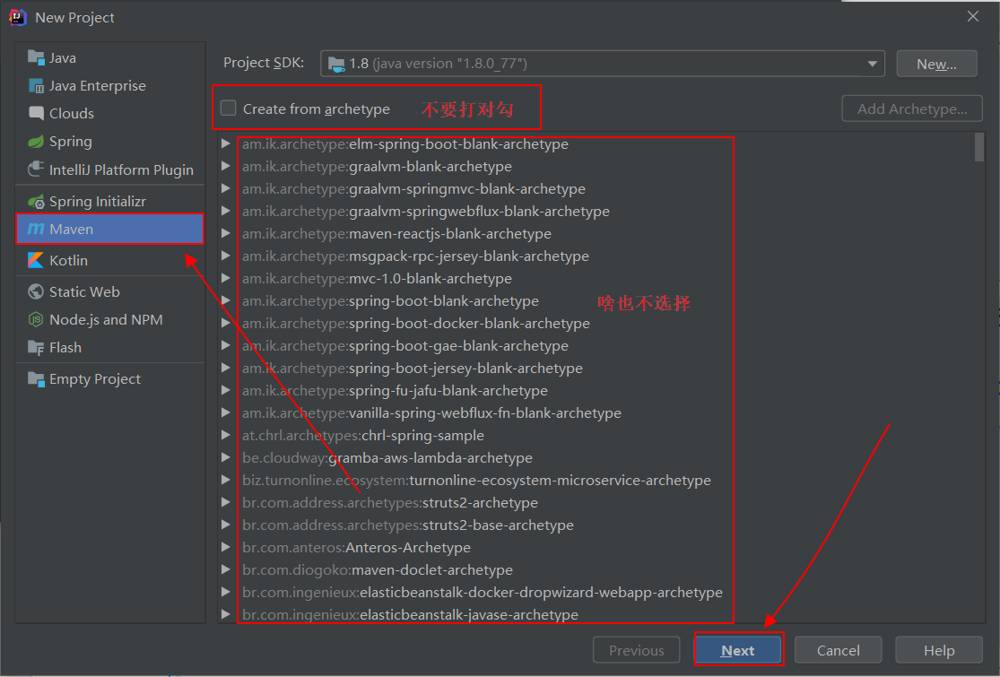 New Project
Java
Java Enterprise
Clouds
Spring
IntelliJ Platform Plugin
Spring Initializr
Maven
Kotlin
Static Web
Node.js and NPM
Flash
Empty Project
Project SDK: 1.8 (java version "1.8.0_77") New...
Create from archetype 不要打对勾 Add Archetype...
am.ik.archetype:elm-spring-boot-blank-archetype
am.ik.archetype:graalvm-blank-archetype
am.ik.archetype:graalvm-springmvc-blank-archetype
am.ik.archetype:graalvm-springwebflux-blank-archetype
am.ik.archetype:maven-reactjs-blank-archetype
am.ik.archetype:msgpack-rpc-jersey-blank-archetype
am.ik.archetype:mvc-1.0-blank-archetype
am.ik.archetype:spring-boot-blank-archetype 啥也不选择
am.ik.archetype:spring-boot-docker-blank-archetype
am.ik.archetype:spring-boot-gae-blank-archetype
am.ik.archetype:spring-boot-jersey-blank-archetype
am.ik.archetype:spring-fu-jafu-blank-archetype
am.ik.archetype:vanilla-spring-webflux-fn-blank-archetype
at.chrl.archetypes:chrl-spring-sample
be.cloudway:gramba-aws-lambda-archetype
biz.turnonline.ecosystem:turnonline-ecosystem-microservice-archetype
br.com.address.archetypes:struts2-archetype
br.com.address.archetypes:struts2-base-archetype
br.com.anteros:Anteros-Archetype
br.com.diogoko:maven-doclet-archetype
br.com.ingenieux:elasticbeanstalk-docker-dropwizard-webapp-archetype
br.com.ingenieux:elasticbeanstalk-javase-archetype
Previous Next Cancel Help